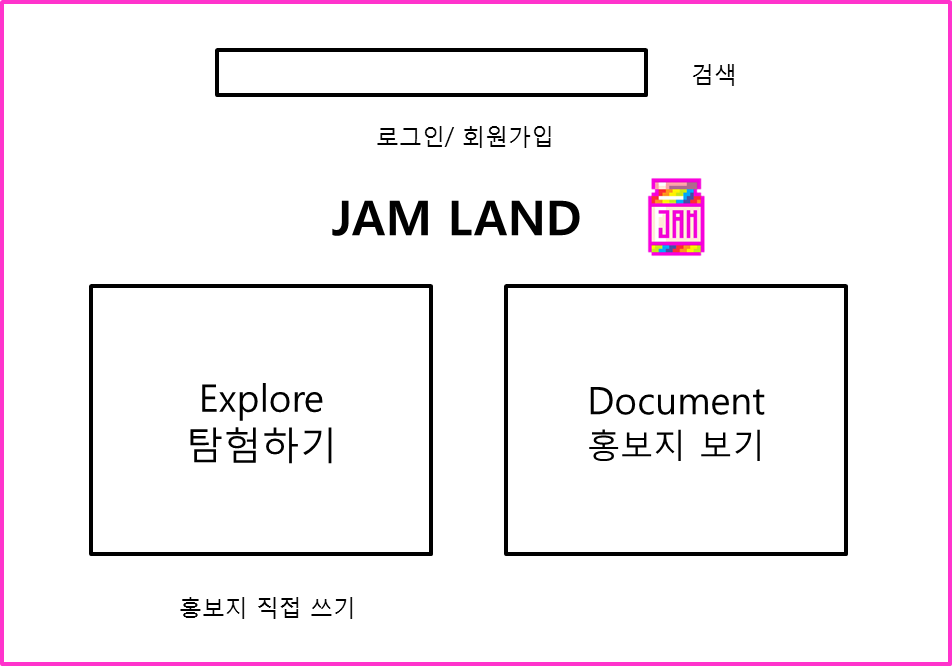 검색
로그인/ 회원가입
JAM LAND
JAM
Explore
탐험하기
Document
홍보지 보기
홍보지 직접 쓰기